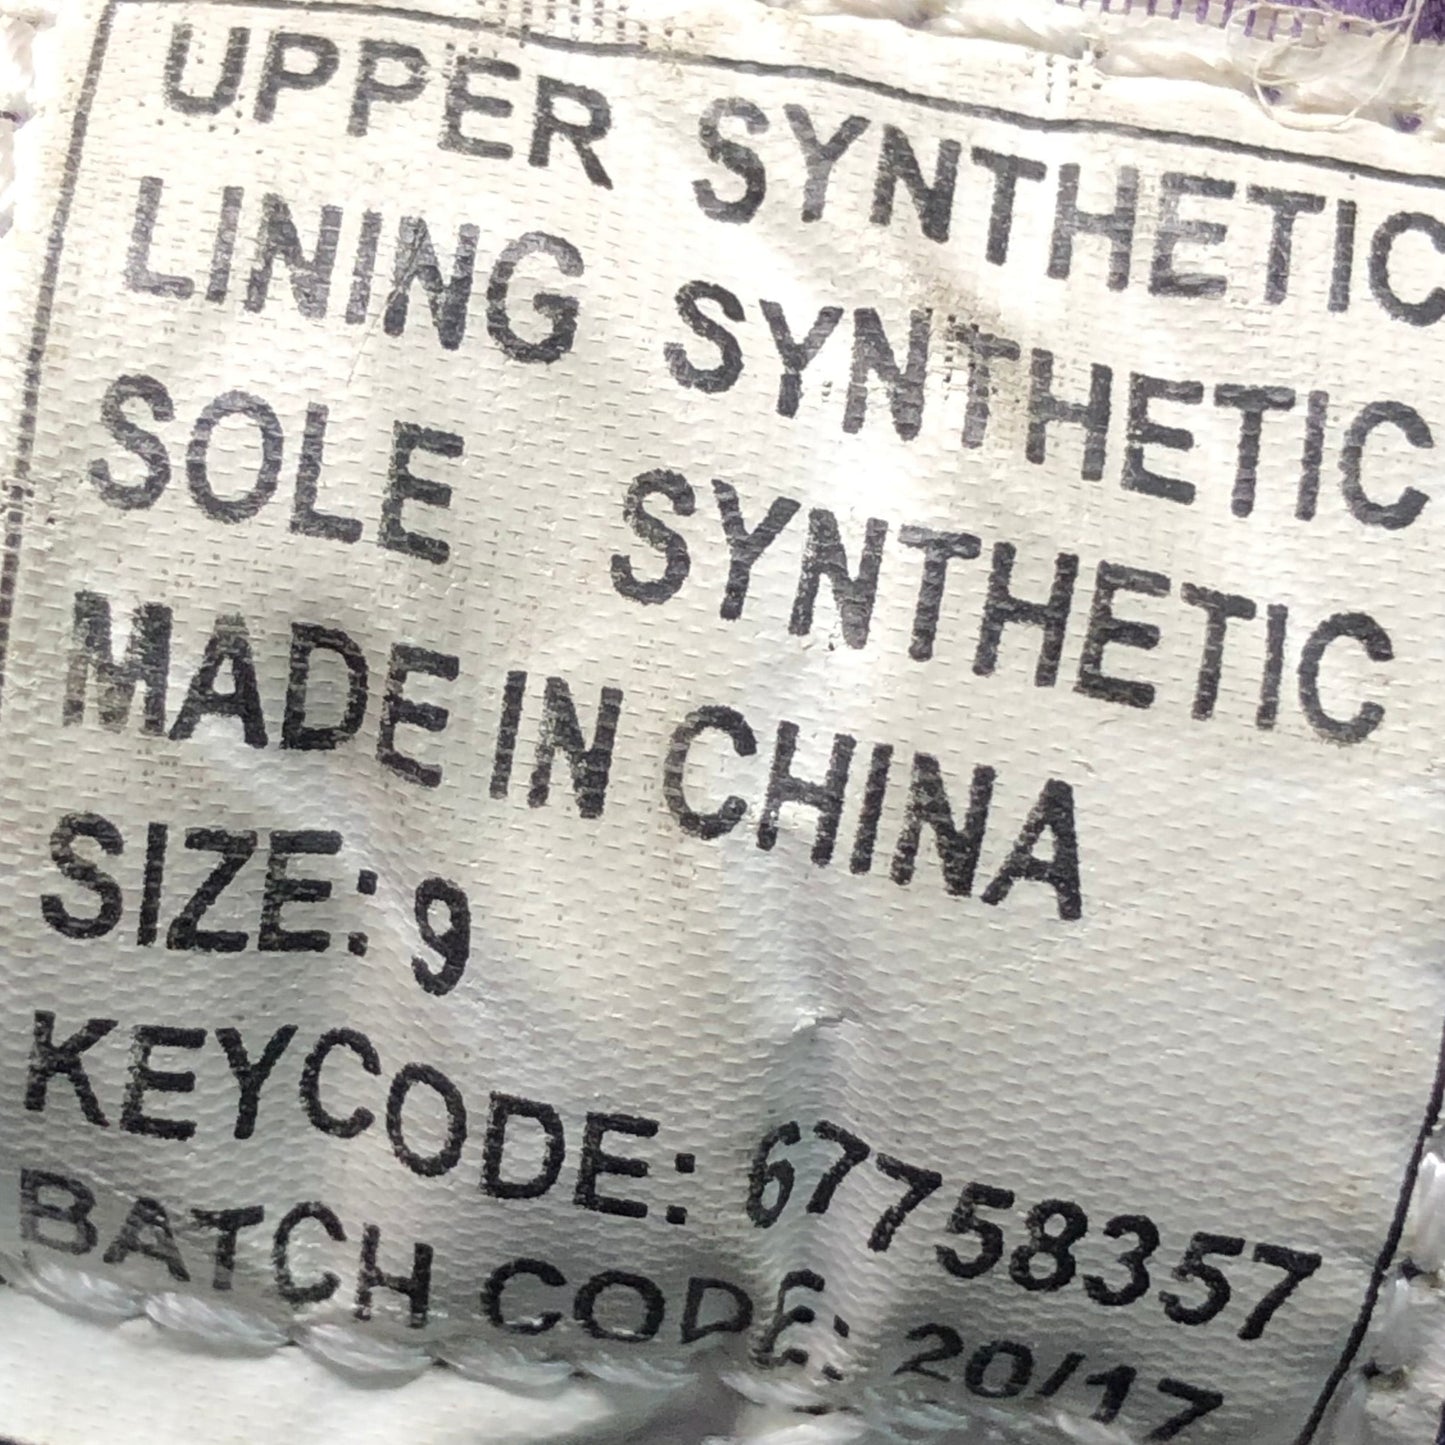 UPPER SYNTHETIC
LINING SYNTHETIC
SOLE SYNTHETIC
MADE IN CHINA
SIZE: 9
KEYCODE: 67758357
BATCH CODE: 20/17